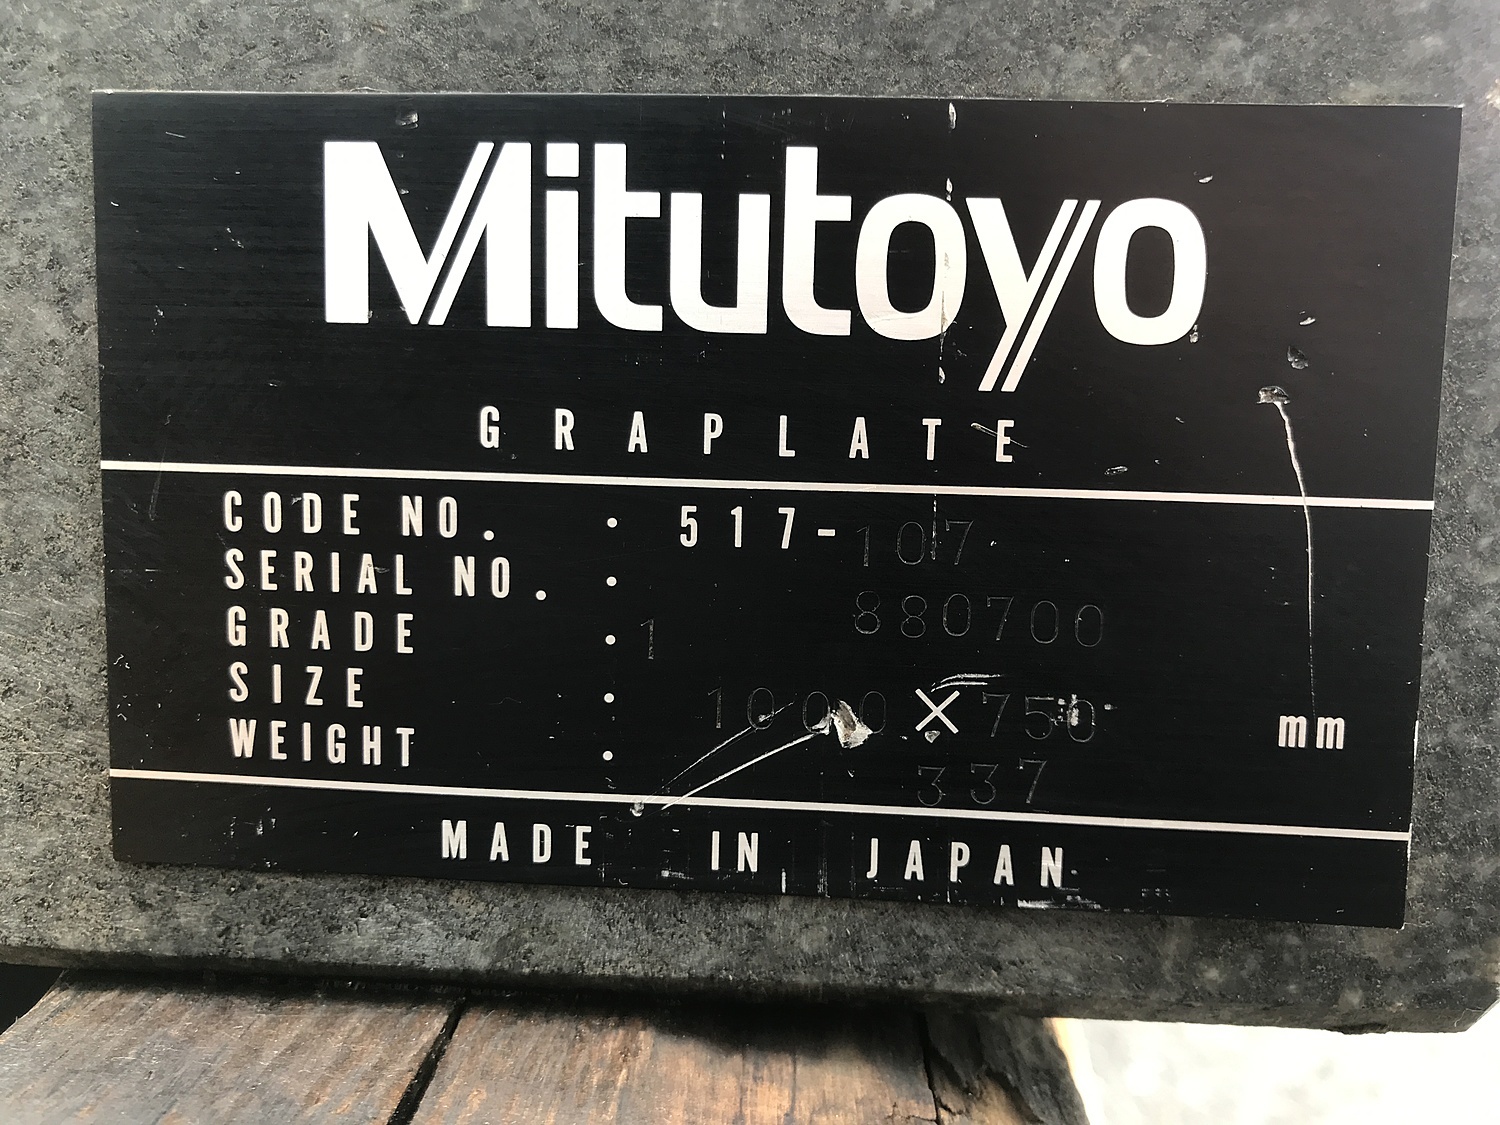 Mitutoyo
GRAPLATE
CODE NO. • 517-107
SERIAL NO. • 880700
GRADE • 1
SIZE • 1000 × 750 mm
WEIGHT • 337
MADE IN JAPAN